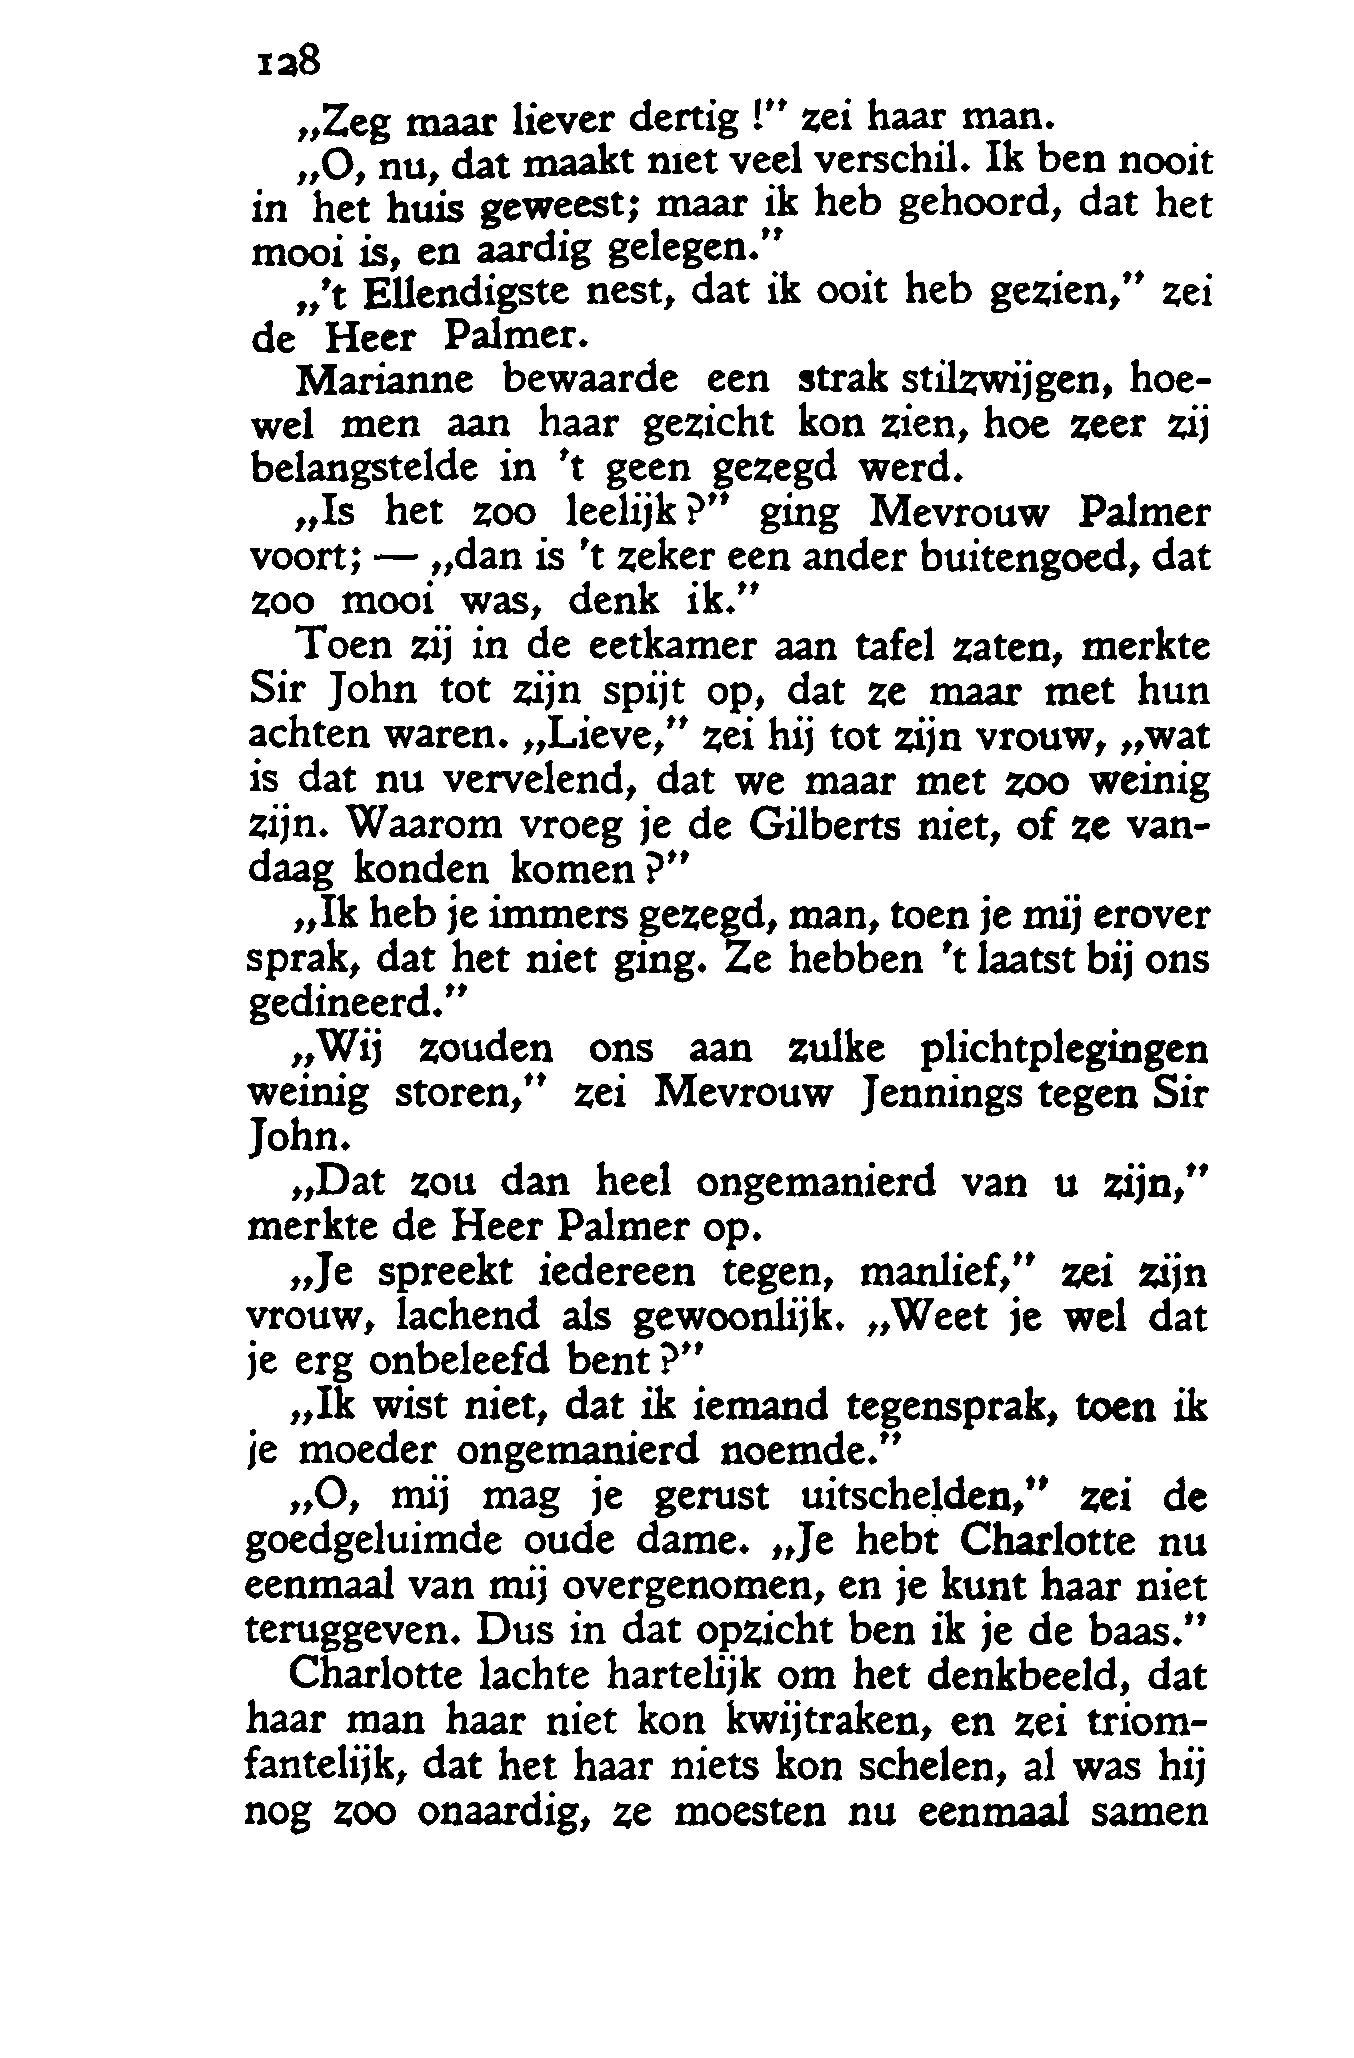 128
„Zeg maar liever dertig!” zei haar man.
„O, nu, dat maakt niet veel verschil. Ik ben nooit
in het huis geweest; maar ik heb gehoord, dat het
mooi is, en aardig gelegen.”
„'t Ellendigste nest, dat ik ooit heb gezien,” zei
de Heer Palmer.
Marianne bewaarde een strak stilzwijgen, hoe-
wel men aan haar gezicht kon zien, hoe zeer zij
belangstelde in 't geen gezegd werd.
„Is het zoo leelijk?” ging Mevrouw Palmer
voort; — „dan is 't zeker een ander buitengoed, dat
zoo mooi was, denk ik.”
Toen zij in de eetkamer aan tafel zaten, merkte
Sir John tot zijn spijt op, dat ze maar met hun
achten waren. „Lieve,” zei hij tot zijn vrouw, „wat
is dat nu vervelend, dat we maar met zoo weinig
zijn. Waarom vroeg je de Gilberts niet, of ze van-
daag konden komen?”
„Ik heb je immers gezegd, man, toen je mij erover
sprak, dat het niet ging. Ze hebben 't laatst bij ons
gedineerd.”
„Wij zouden ons aan zulke plichtplegingen
weinig storen,” zei Mevrouw Jennings tegen Sir
John.
„Dat zou dan heel ongemanierd van u zijn,”
merkte de Heer Palmer op.
„Je spreekt iedereen tegen, manlief,” zei zijn
vrouw, lachend als gewoonlijk. „Weet je wel dat
je erg onbeleefd bent?”
„Ik wist niet, dat ik iemand tegensprak, toen ik
je moeder ongemanierd noemde.”
„O, mij mag je gerust uitschelden,” zei de
goedgeluimde oude dame. „Je hebt Charlotte nu
eenmaal van mij overgenomen, en je kunt haar niet
teruggeven. Dus in dat opzicht ben ik je de baas.”
Charlotte lachte hartelijk om het denkbeeld, dat
haar man haar niet kon kwijtraken, en zei triom-
fantelijk, dat het haar niets kon schelen, al was hij
nog zoo onaardig, ze moesten nu eenmaal samen